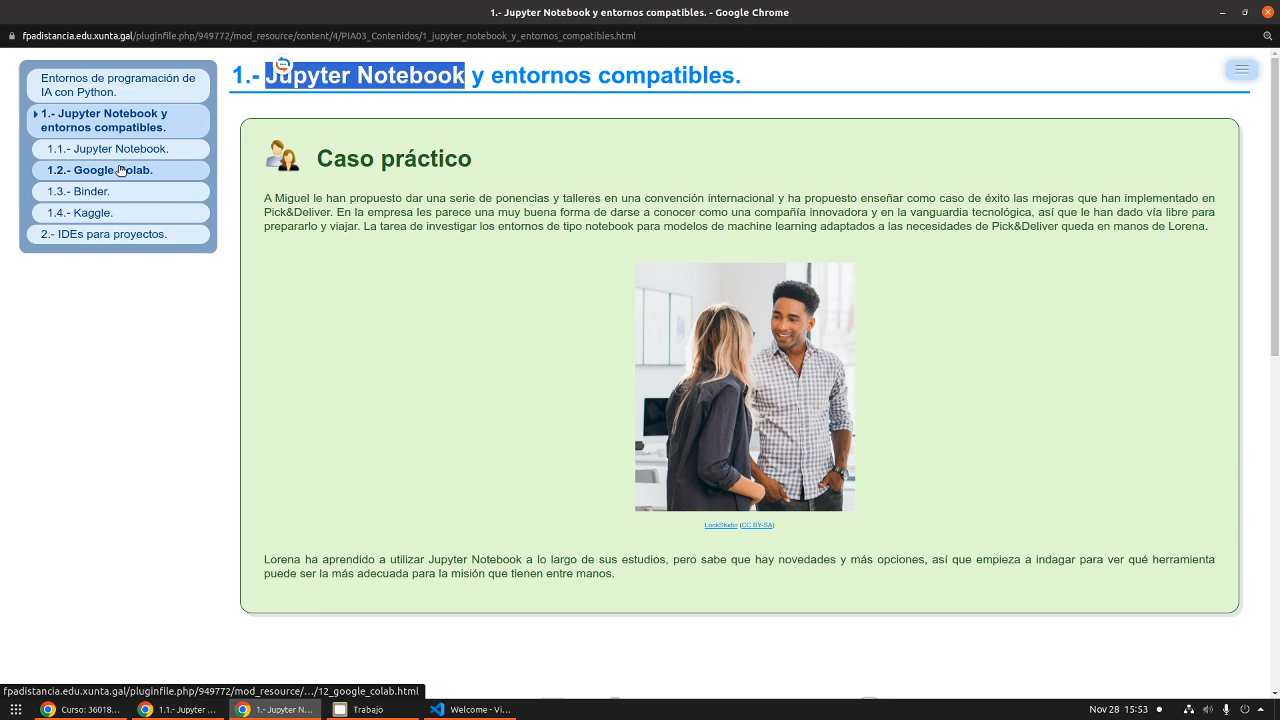 1.- Jupyter Notebook y entornos compatibles. - Google Chrome
fpadistancia.edu.xunta.gal/pluginfile.php/949772/mod_resource/content/4/PIA03_Contenidos/1_jupyter_notebook_y_entornos_compatibles.html
Entornos de programación de
IA con Python.
1.- Jupyter Notebook y
entornos compatibles.
1.1.- Jupyter Notebook.
1.2.- Google Colab.
1.3.- Binder.
1.4.- Kaggle.
2.- IDEs para proyectos.
1.- Jupyter Notebook y entornos compatibles.
Caso práctico
A Miguel le han propuesto dar una serie de ponencias y talleres en una convención internacional y ha propuesto enseñar como caso de éxito las mejoras que han implementado en
Pick&Deliver. En la empresa les parece una muy buena forma de darse a conocer como una compañía innovadora y en la vanguardia tecnológica, así que le han dado vía libre para
prepararlo y viajar. La tarea de investigar los entornos de tipo notebook para modelos de machine learning adaptados a las necesidades de Pick&Deliver queda en manos de Lorena.
LookStudio (CC BY-SA)
Lorena ha aprendido a utilizar Jupyter Notebook a lo largo de sus estudios, pero sabe que hay novedades y más opciones, así que empieza a indagar para ver qué herramienta
puede ser la más adecuada para la misión que tienen entre manos.
fpadistancia.edu.xunta.gal/pluginfile.php/949772/mod_resource/.../12_google_colab.html
Curso: 36018...
1.1.- Jupyter ...
1.- Jupyter N...
Trabajo
Welcome - Vi...
Nov 28 15:53